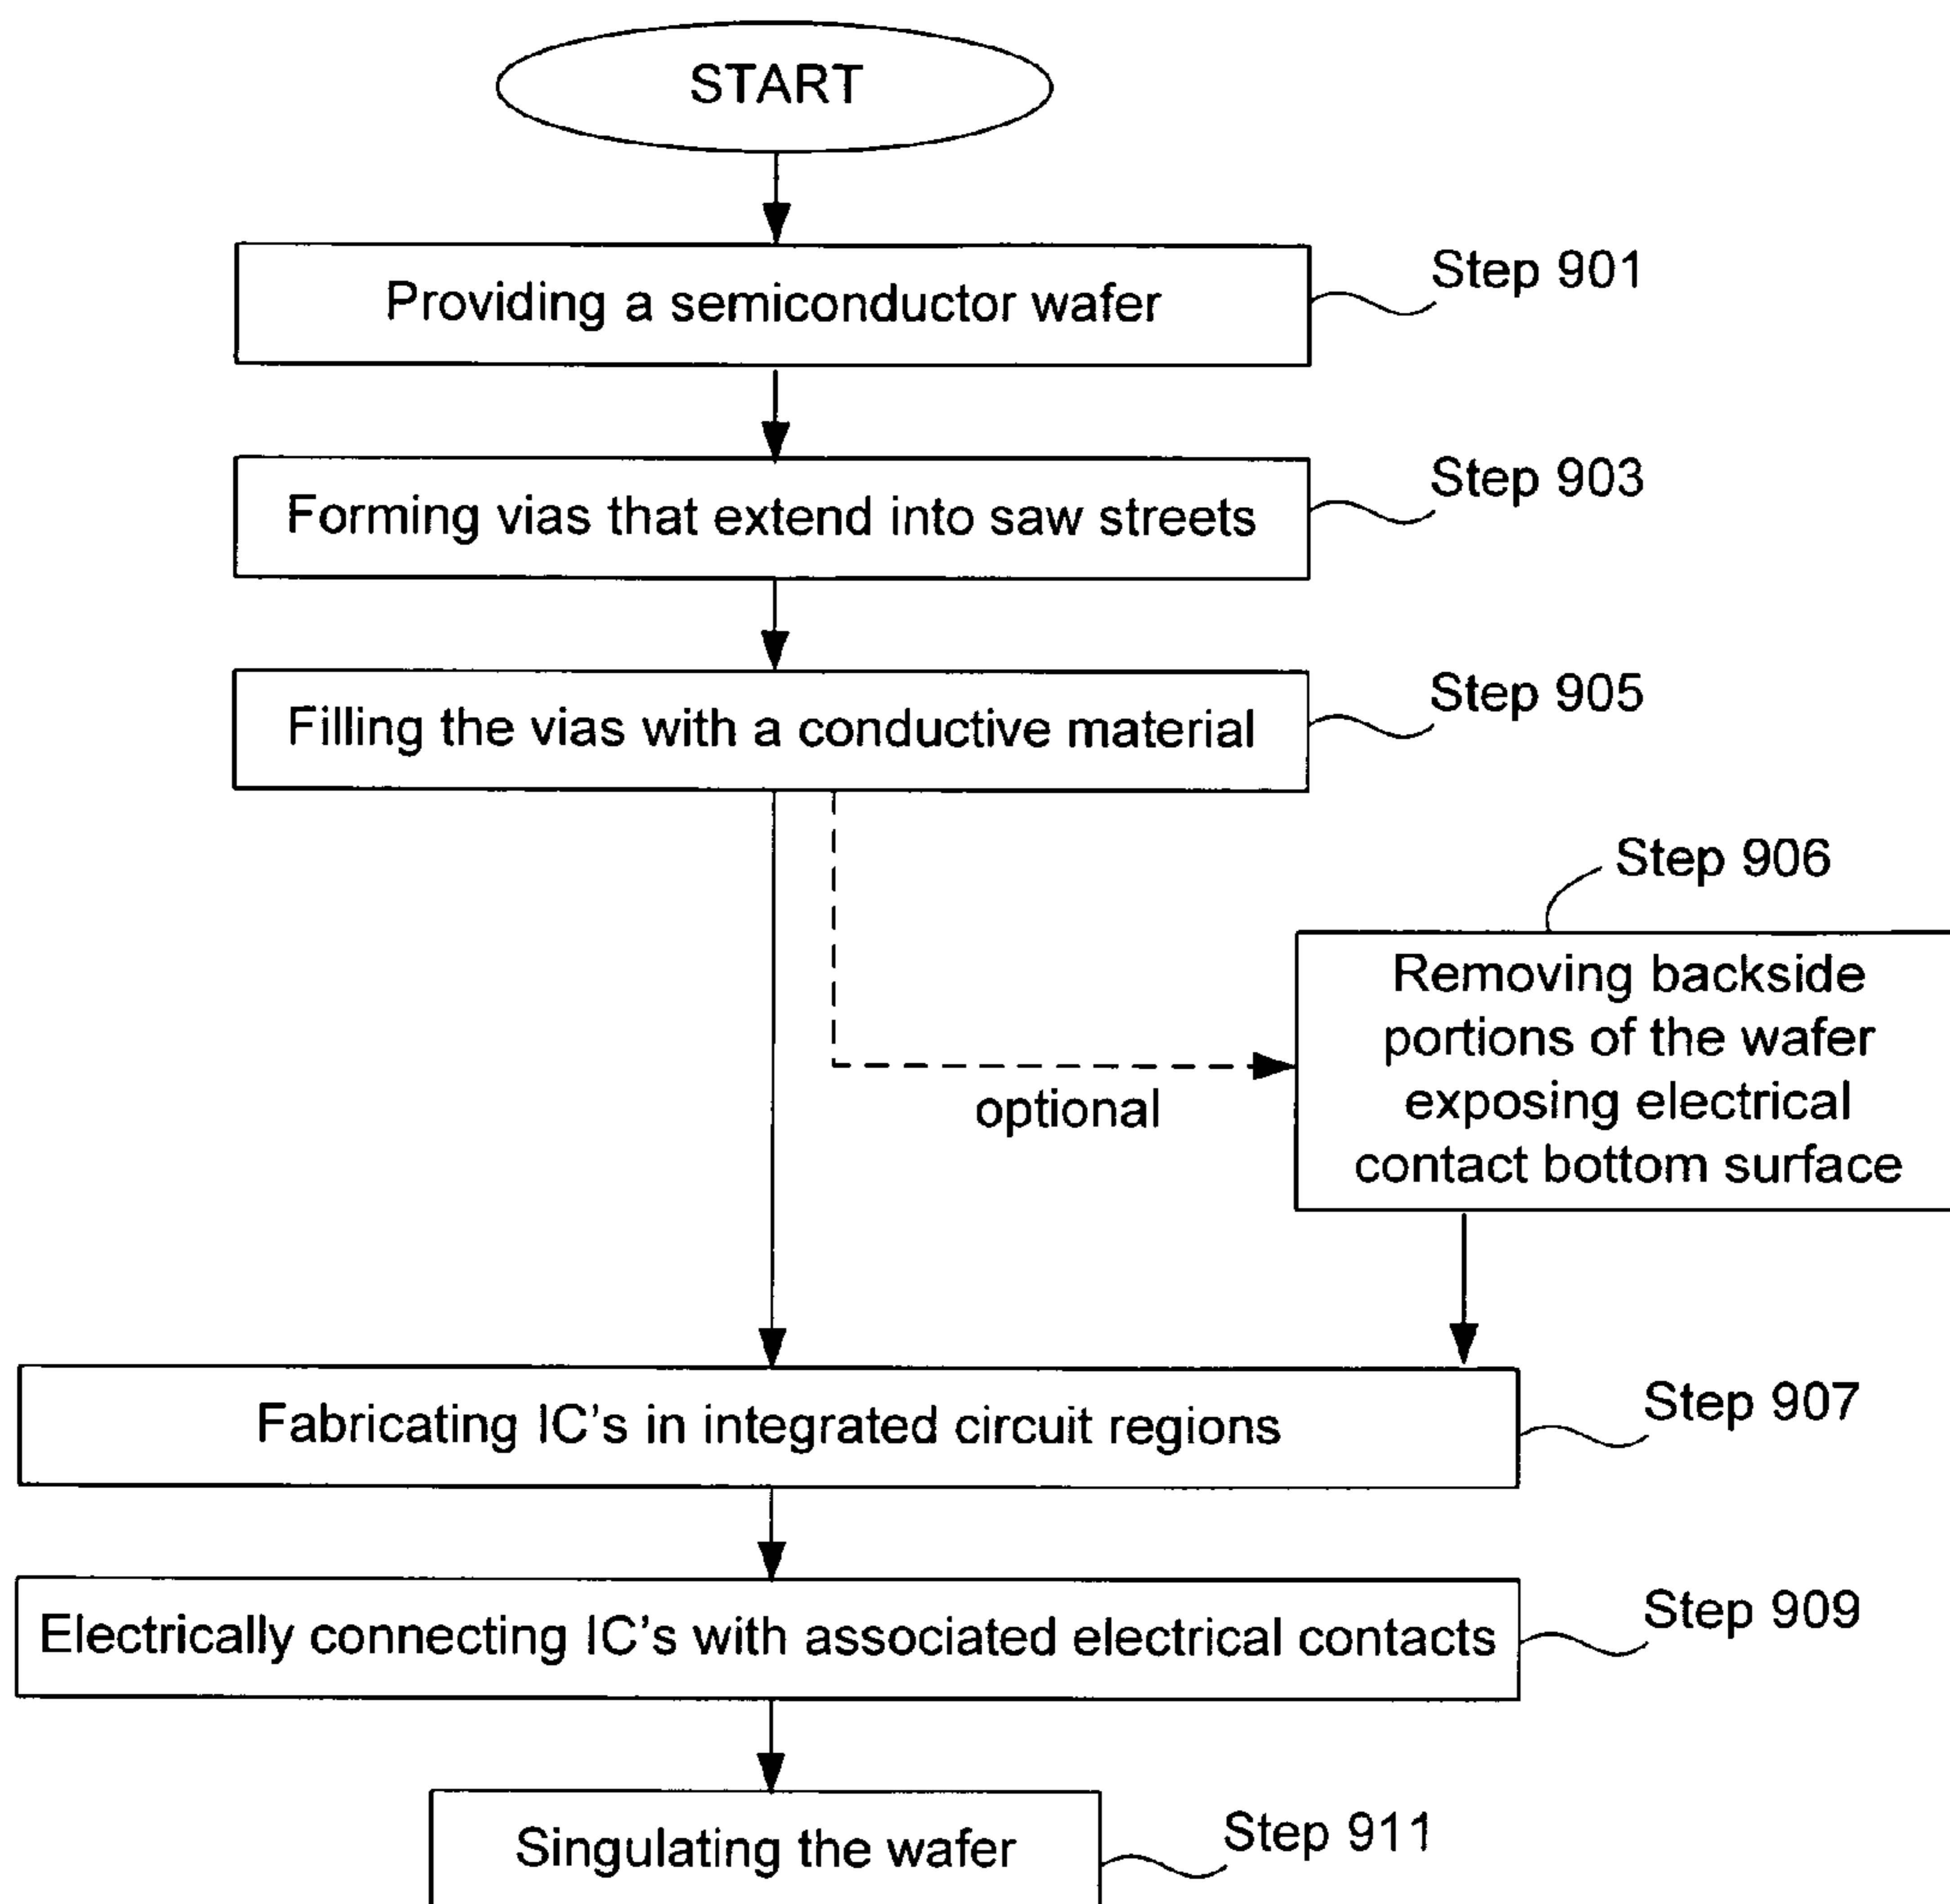 START
Providing a semiconductor wafer
Step 901
Forming vias that extend into saw streets
Step 903
Filling the vias with a conductive material
Step 905
Step 906
Removing backside
portions of the wafer
exposing electrical
contact bottom surface
optional
Fabricating IC's in integrated circuit regions
Step 907
Electrically connecting IC's with associated electrical contacts
Step 909
Singulating the wafer
Step 911